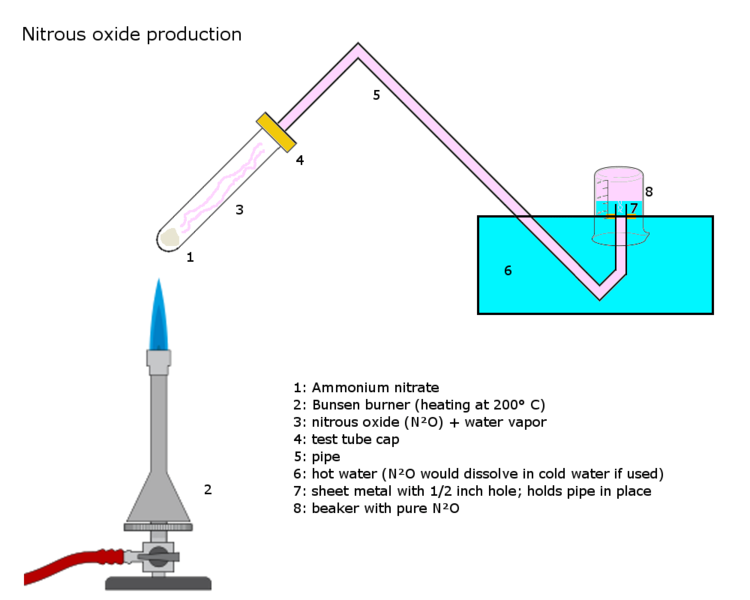 Nitrous oxide production
5
4
8
7
3
1
6
2
1: Ammonium nitrate
2: Bunsen burner (heating at 200° C)
3: nitrous oxide (N²O) + water vapor
4: test tube cap
5: pipe
6: hot water (N²O would dissolve in cold water if used)
7: sheet metal with 1/2 inch hole; holds pipe in place
8: beaker with pure N²O